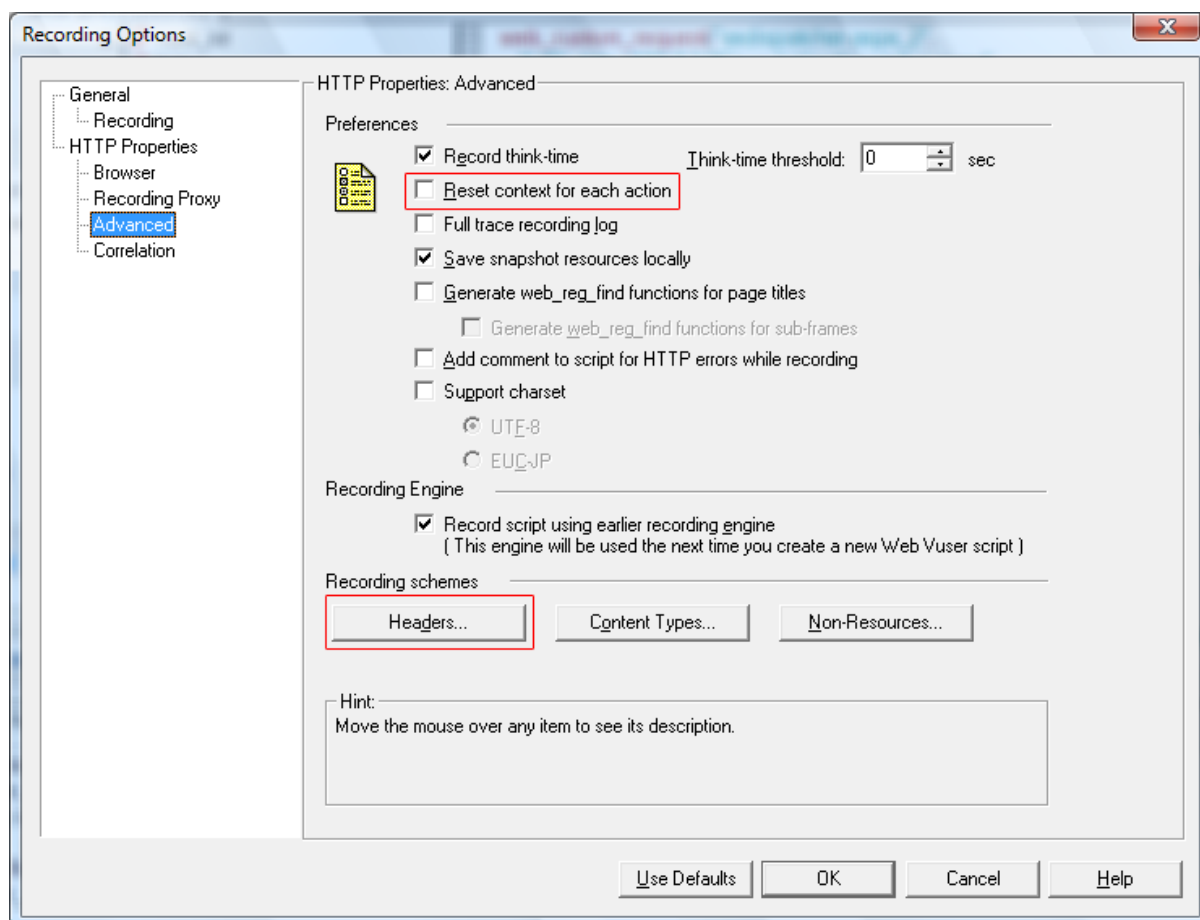 Recording Options
General
Recording
HTTP Properties
Browser
Recording Proxy
Advanced
Correlation
HTTP Properties: Advanced
Preferences
Record think-time Think-time threshold: 0 sec
Reset context for each action
Full trace recording log
Save snapshot resources locally
Generate web_reg_find functions for page titles
Generate web_reg_find functions for sub-frames
Add comment to script for HTTP errors while recording
Support charset
UTF-8
EUC-JP
Recording Engine
Record script using earlier recording engine
( This engine will be used the next time you create a new Web Vuser script )
Recording schemes
Headers... Content Types... Non-Resources...
Hint:
Move the mouse over any item to see its description.
Use Defaults OK Cancel Help